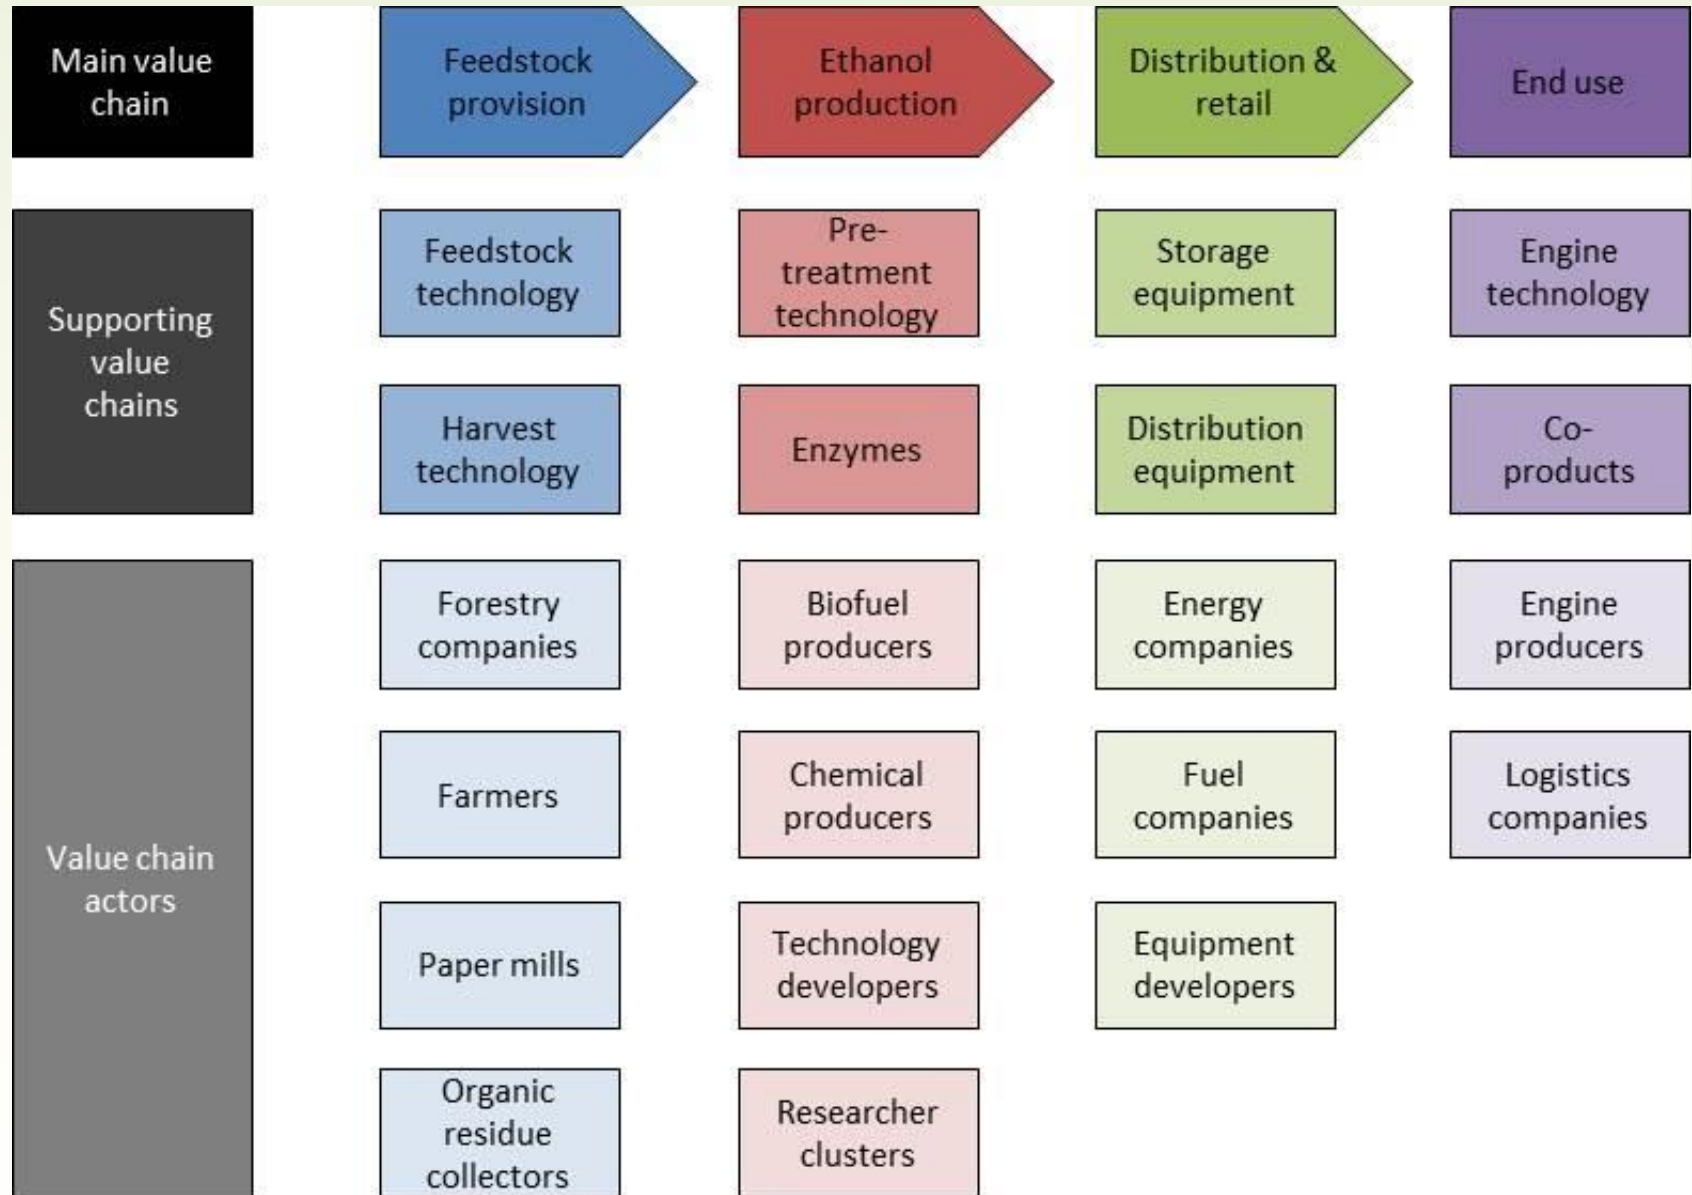 Main value
chain
Feedstock
provision
Ethanol
production
Distribution &
retail
End use
Supporting
value
chains
Feedstock
technology
Pre-
treatment
technology
Storage
equipment
Engine
technology
Harvest
technology
Enzymes
Distribution
equipment
Co-
products
Value chain
actors
Forestry
companies
Biofuel
producers
Energy
companies
Engine
producers
Farmers
Chemical
producers
Fuel
companies
Logistics
companies
Paper mills
Technology
developers
Equipment
developers
Organic
residue
collectors
Researcher
clusters